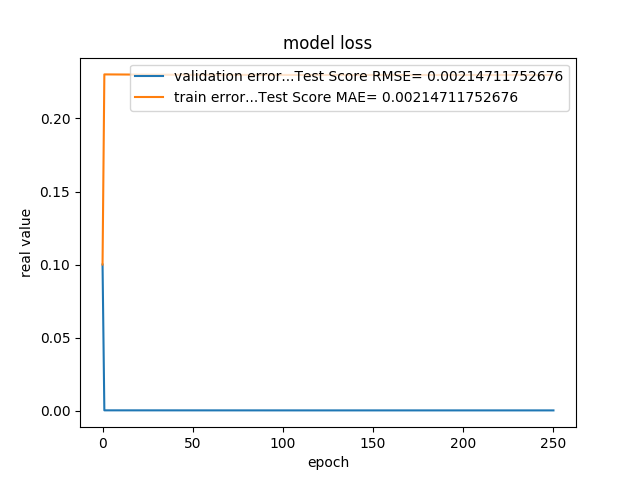 model loss
validation error...Test Score RMSE= 0.00214711752676
train error...Test Score MAE= 0.00214711752676
real value
0.20
0.15
0.10
0.05
0.00
0 50 100 150 200 250
epoch